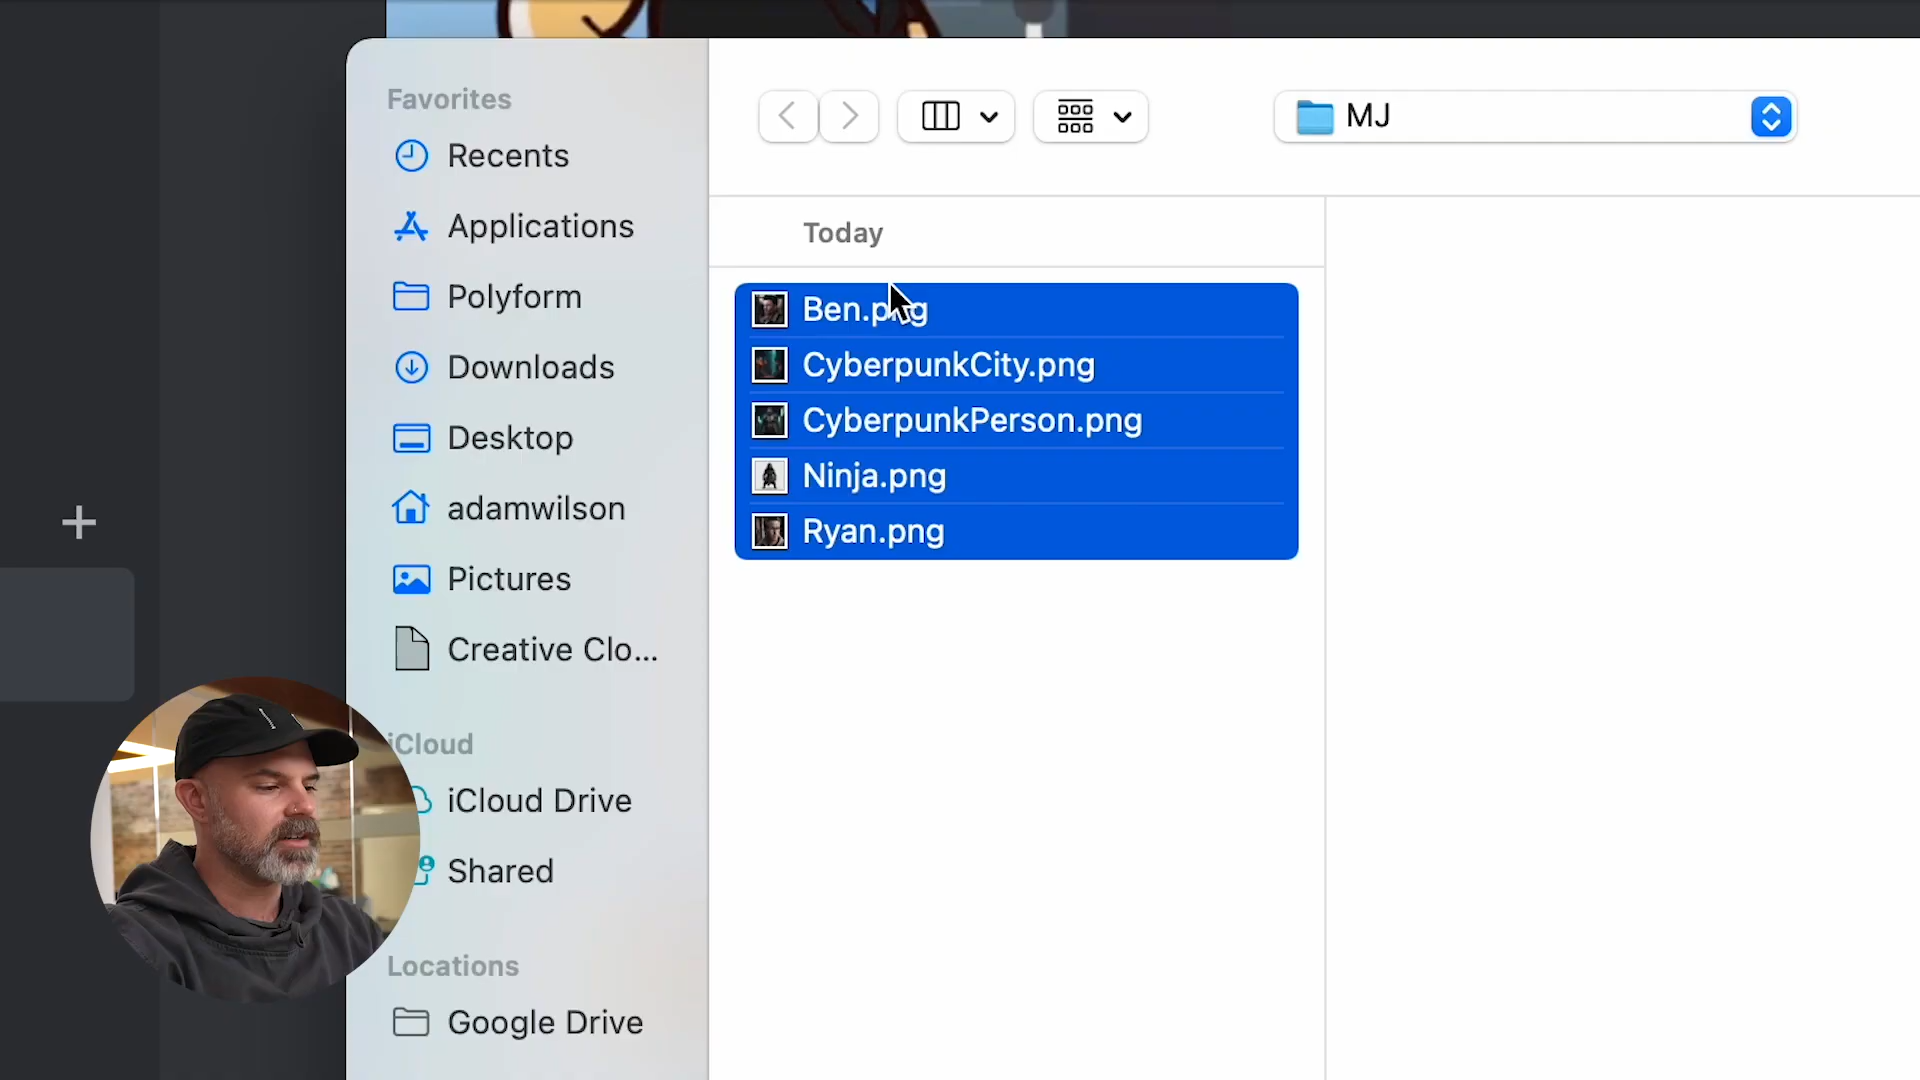 Favorites
Recents
Applications
Polyform
Downloads
Desktop
adamwilson
Pictures
Creative Clo...
iCloud
iCloud Drive
Shared
Locations
Google Drive
MJ
Today
Ben.png
CyberpunkCity.png
CyberpunkPerson.png
Ninja.png
Ryan.png